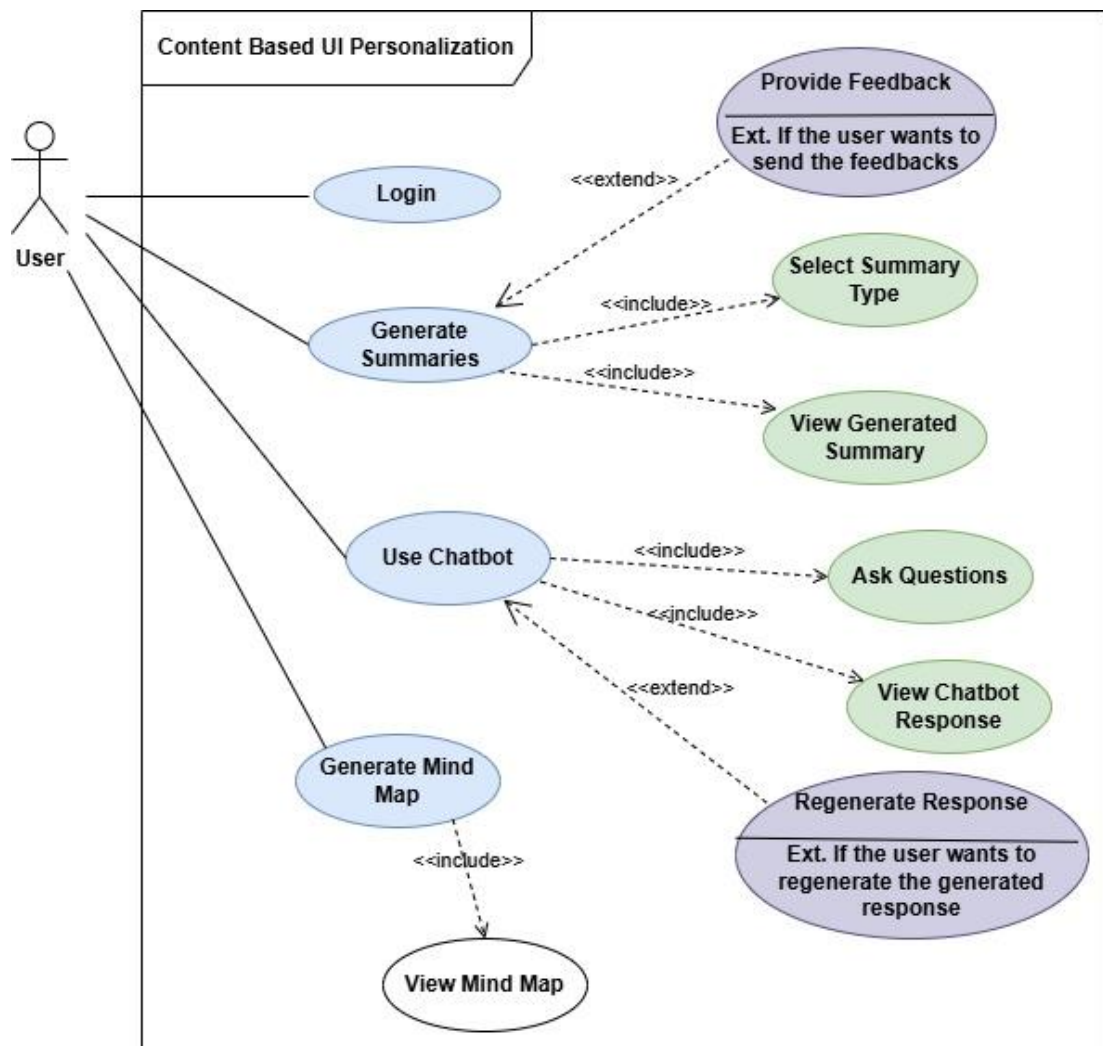 Content Based UI Personalization
Provide Feedback
Ext. If the user wants to
send the feedbacks
<<extend>>
Login
User
Select Summary
Type
<<include>>
Generate
Summaries
<<include>>
View Generated
Summary
Use Chatbot
<<include>>
Ask Questions
<<include>>
View Chatbot
Response
<<extend>>
Generate Mind
Map
Regenerate Response
Ext. If the user wants to
regenerate the generated
response
<<include>>
View Mind Map